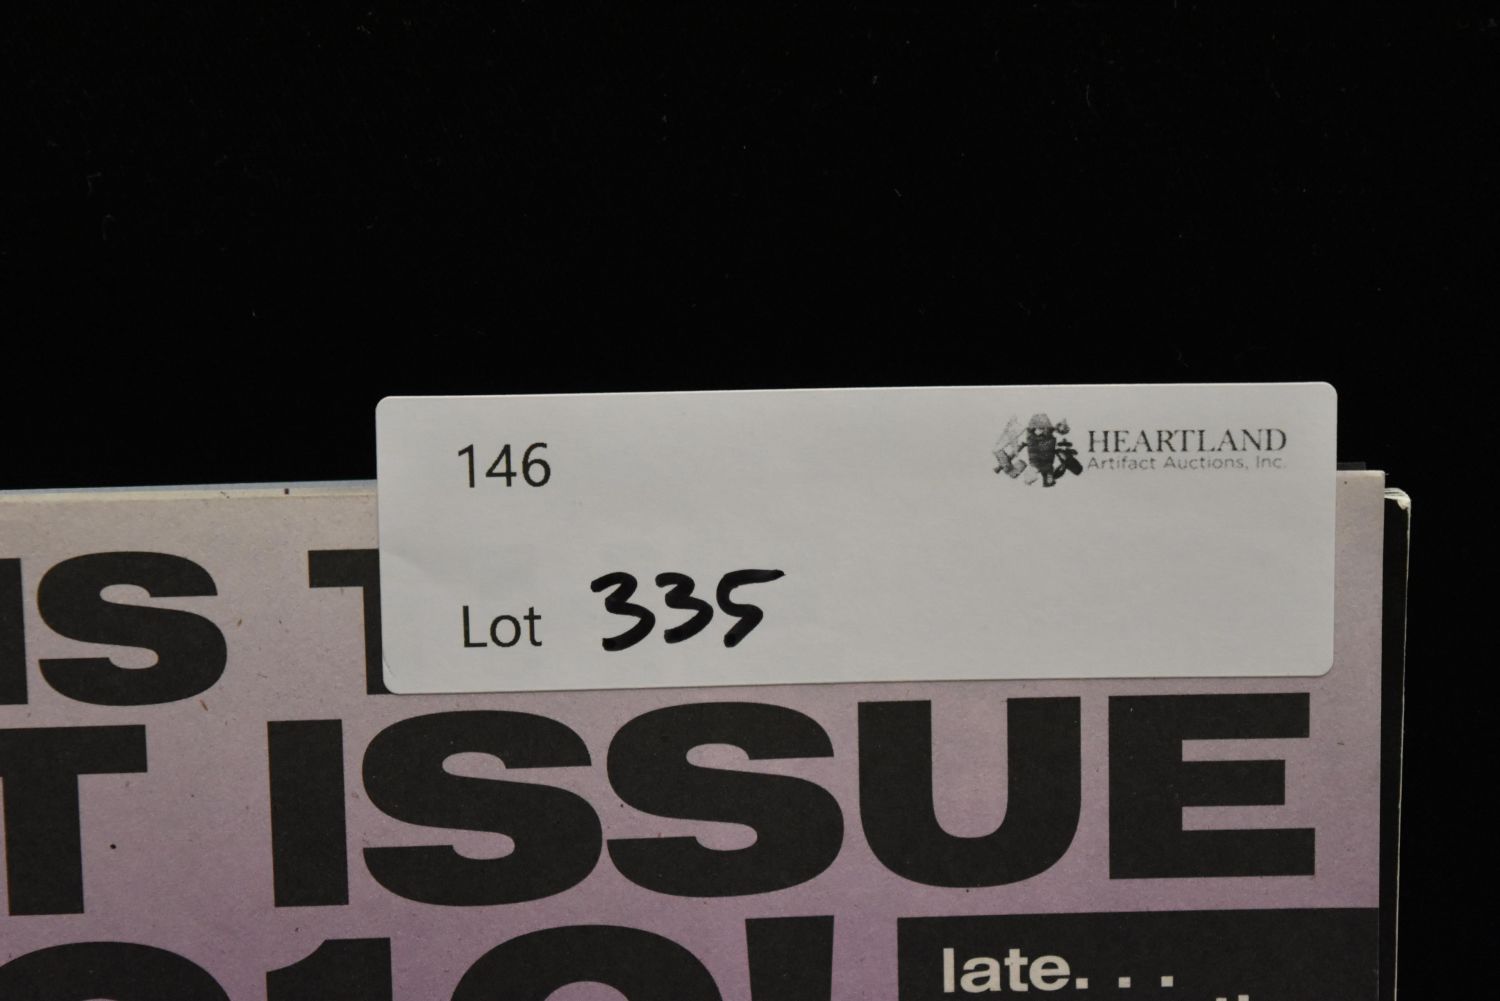 146
HEARTLAND
Artifact Auctions, Inc.
Lot 335
ISSUE
late. . .